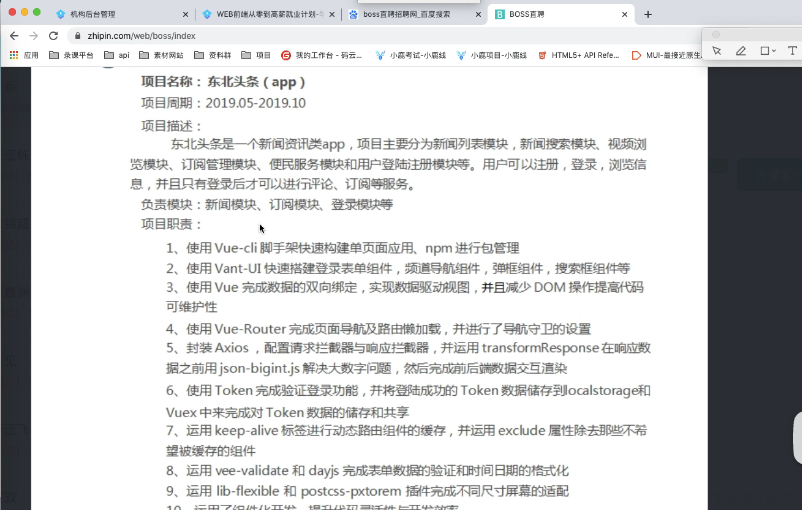 机构后台管理
WEB前端从零到高薪就业计划-
boss直聘招聘网_百度搜索
BOSS直聘
zhipin.com/web/boss/index
应用 录课平台 api 素材网站 资料群 项目 我的工作台 - 码云... 小鹿考试-小鹿线 小鹿项目-小鹿线 HTML5+ API Refe... MUI-最接近原生
项目名称： 东北头条（app）
项目周期：2019.05-2019.10
项目描述：
东北头条是一个新闻资讯类app，项目主要分为新闻列表模块，新闻搜索模块、视频浏
览模块、订阅管理模块、便民服务模块和用户登陆注册模块等。用户可以注册，登录，浏览信
息，并且只有登录后才可以进行评论、订阅等服务。
负责模块：新闻模块、订阅模块、登录模块等
项目职责：
1、使用 Vue-cli 脚手架快速构建单页面应用、npm 进行包管理
2、使用 Vant-UI 快速搭建登录表单组件，频道导航组件，弹框组件，搜索框组件等
3、使用 Vue 完成数据的双向绑定，实现数据驱动视图，并且减少 DOM 操作提高代码
可维护性
4、使用 Vue-Router 完成页面导航及路由懒加载，并进行了导航守卫的设置
5、封装 Axios ，配置请求拦截器与响应拦截器，并运用 transformResponse 在响应数
据之前用 json-bigint.js 解决大数字问题，然后完成前后端数据交互渲染
6、使用 Token 完成验证登录功能，并将登陆成功的 Token 数据储存到localstorage和
Vuex 中来完成对 Token 数据的储存和共享
7、运用 keep-alive 标签进行动态路由组件的缓存，并运用 exclude 属性除去那些不希
望被缓存的组件
8、运用 vee-validate 和 dayjs 完成表单数据的验证和时间日期的格式化
9、运用 lib-flexible 和 postcss-pxtorem 插件完成不同尺寸屏幕的适配
10、运用了组件化开发，提升代码灵活性与开发效率